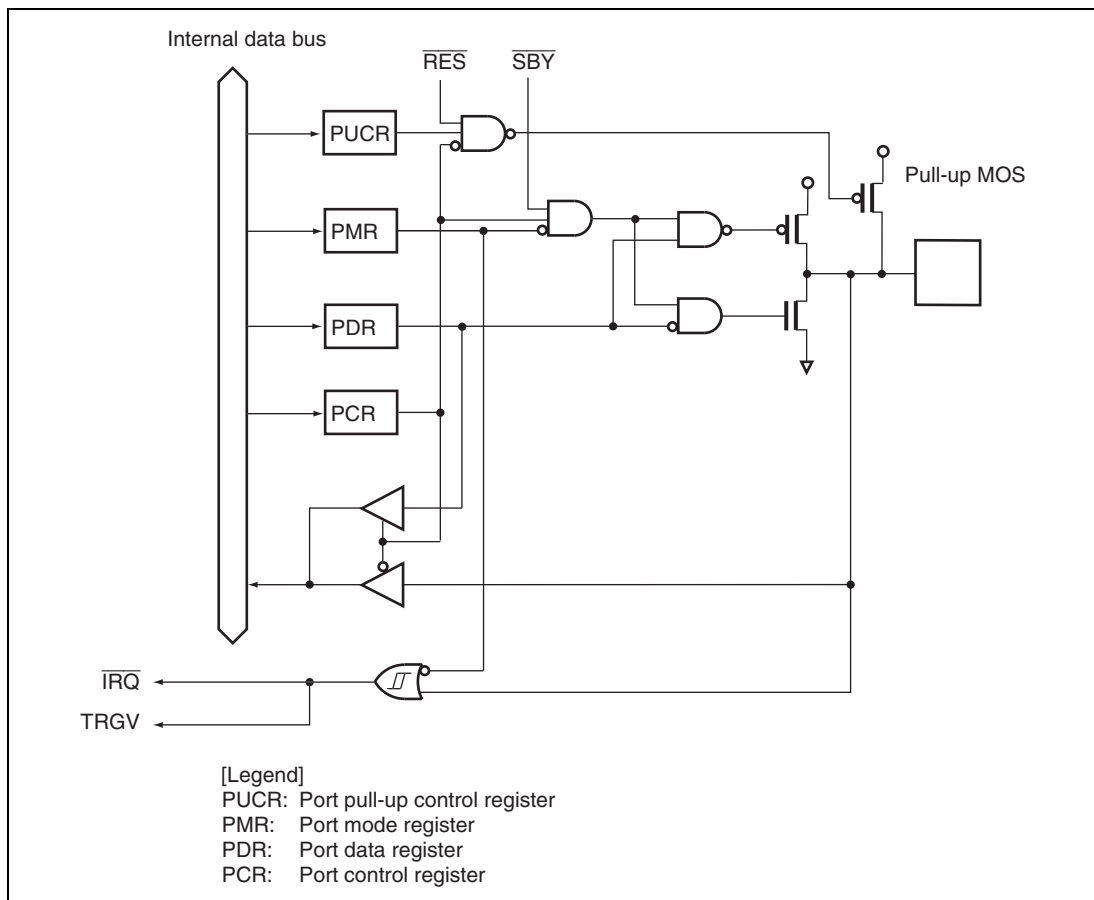 Internal data bus
RES
SBY
PUCR
Pull-up MOS
PMR
PDR
PCR
IRQ
TRGV
[Legend]
PUCR: Port pull-up control register
PMR: Port mode register
PDR: Port data register
PCR: Port control register